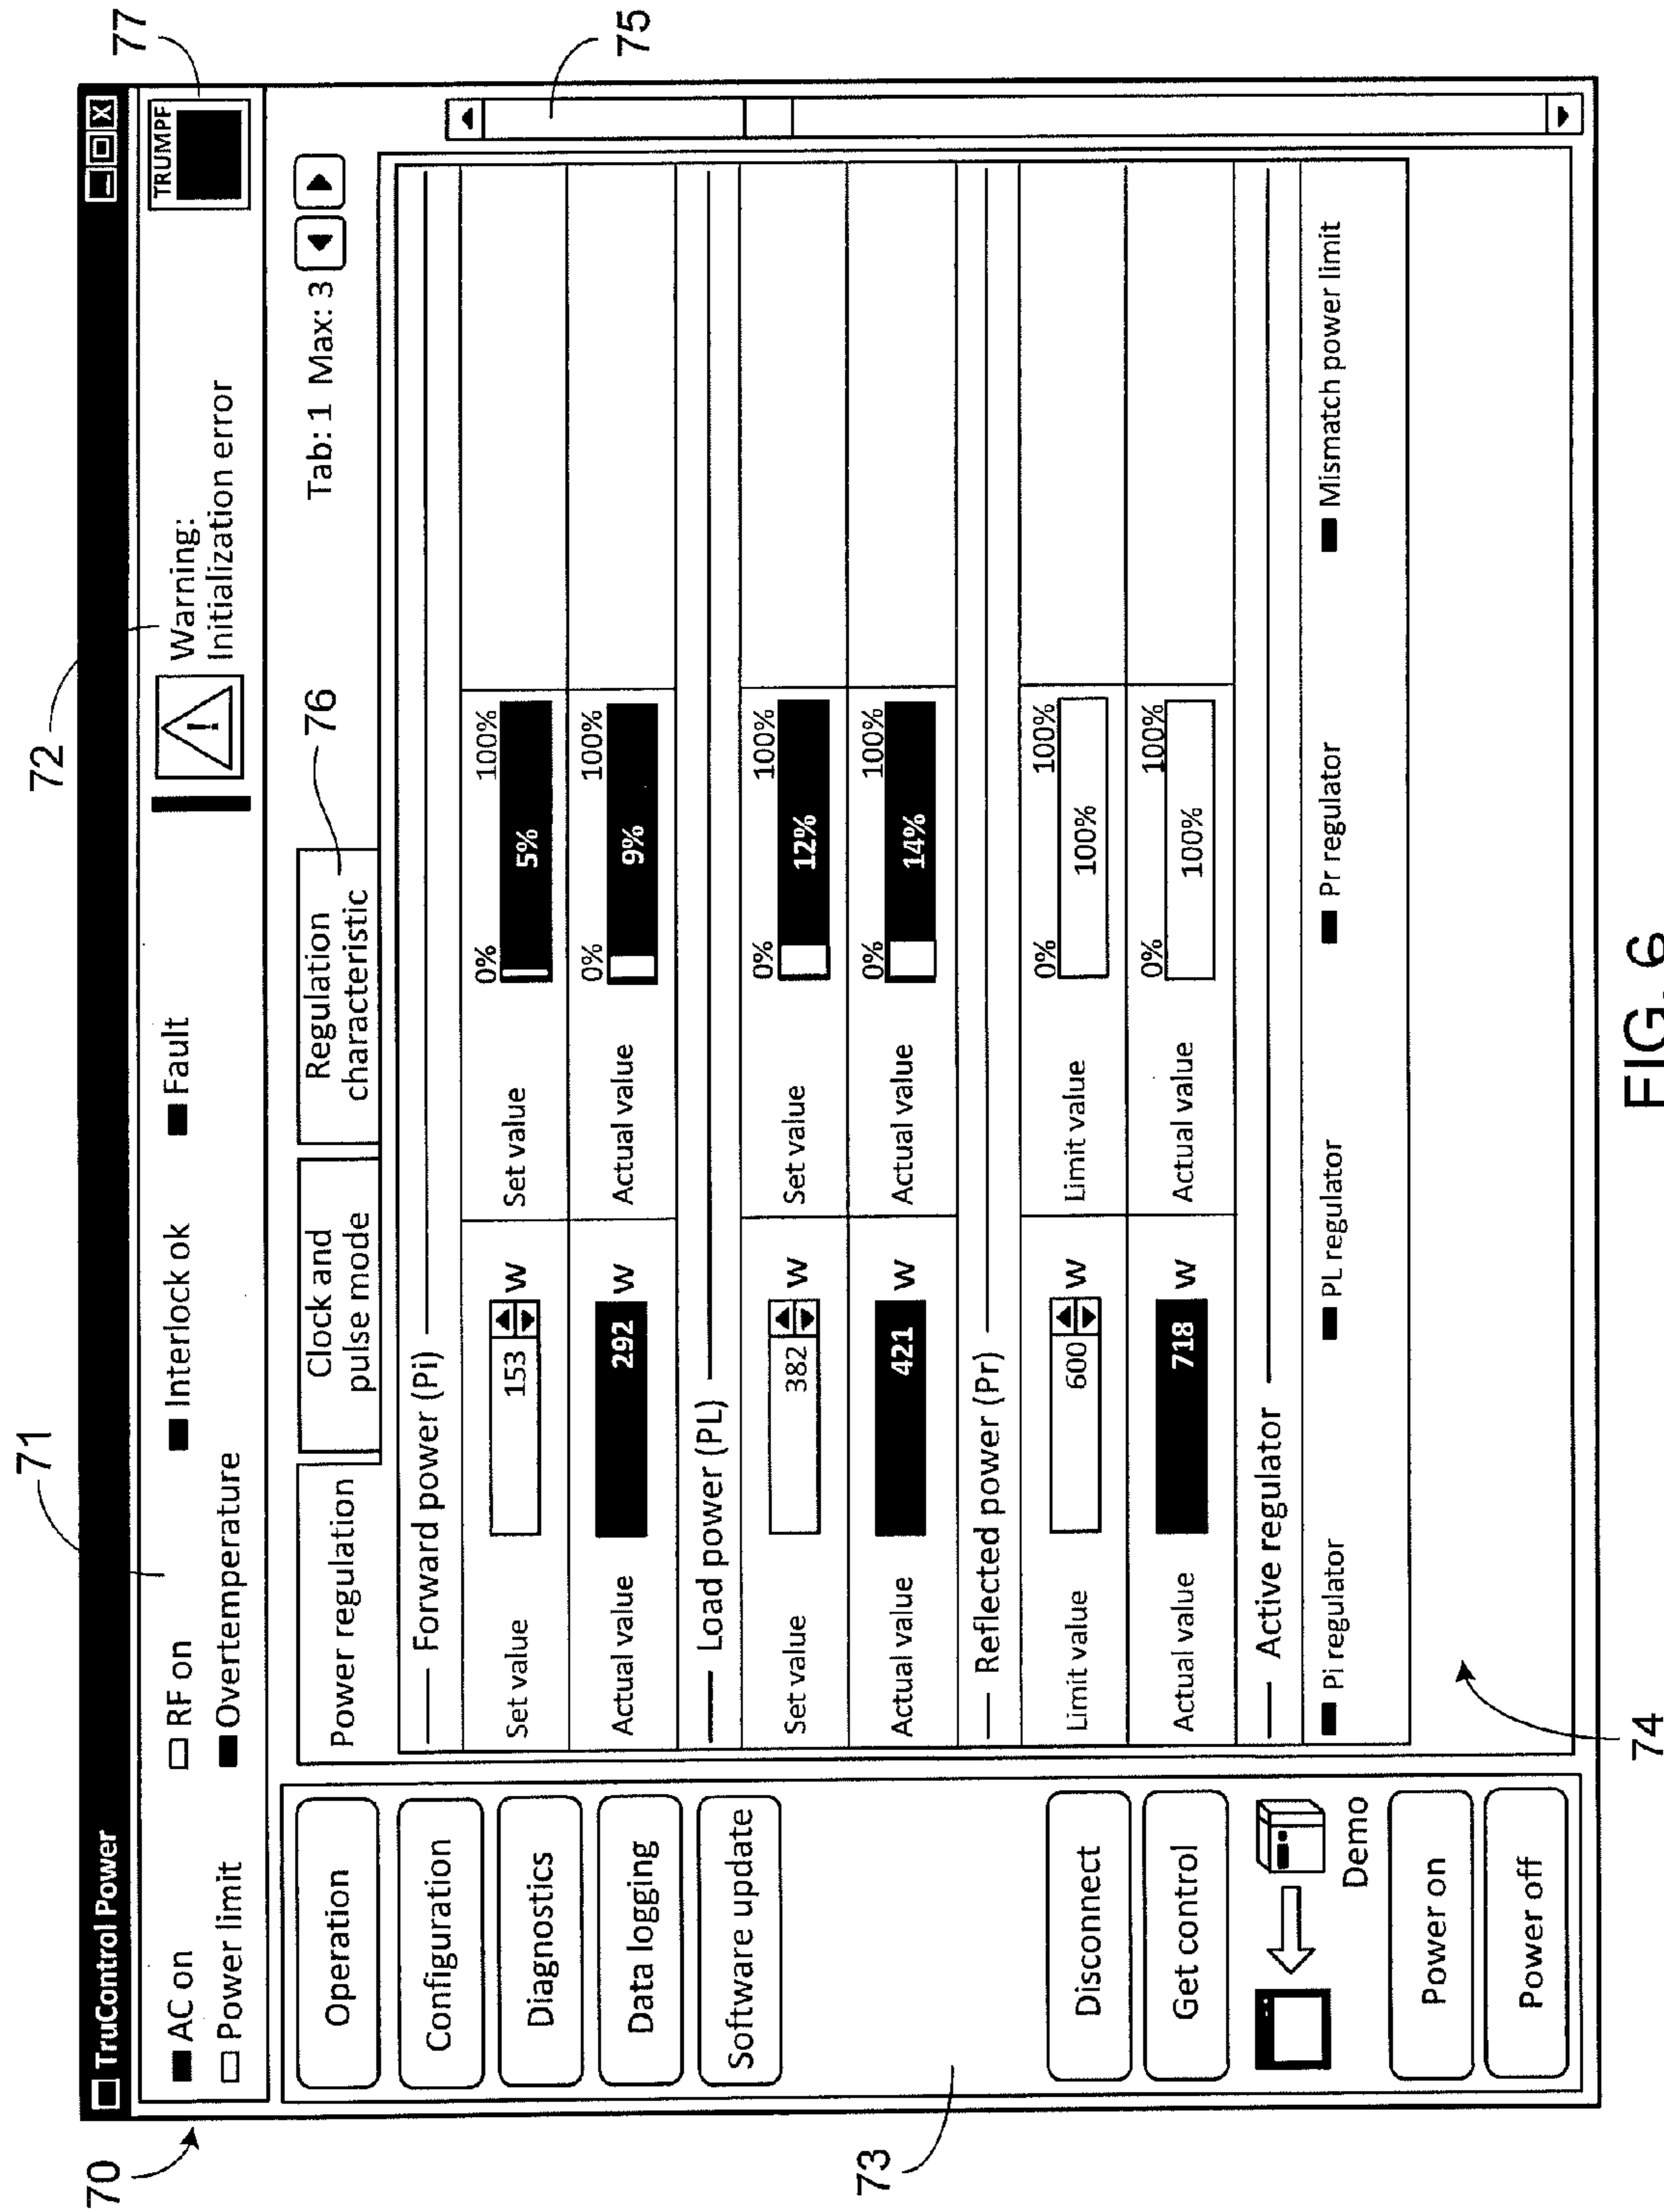 70
71
72
77
TruControl Power
AC on
RF on
Interlock ok
Fault
Warning:
Initialization error
TRUMPF
Power limit
Overtemperature
Operation
Configuration
Diagnostics
Data logging
Software update
Disconnect
Get control
Demo
Power on
Power off
73
Power regulation
Clock and
pulse mode
Regulation
characteristic
76
Tab: 1 Max: 3
75
Forward power (Pi)
Set value 153 W Set value 0% 5% 100%
Actual value 292 W Actual value 0% 9% 100%
Load power (PL)
Set value 382 W Set value 0% 12% 100%
Actual value 421 W Actual value 0% 14% 100%
Reflected power (Pr)
Limit value 600 W Limit value 0% 100% 100%
Actual value 718 W Actual value 0% 100% 100%
Active regulator
Pi regulator PL regulator Pr regulator Mismatch power limit
74
FIG. 6